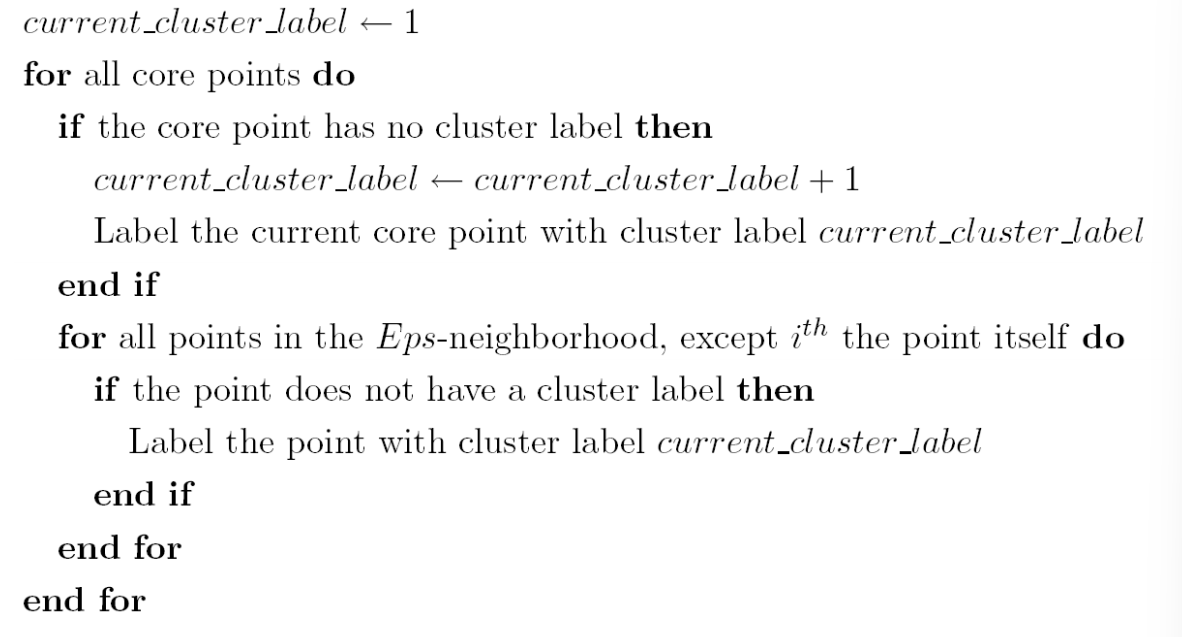 current_cluster_label ← 1
for all core points do
if the core point has no cluster label then
current_cluster_label ← current_cluster_label + 1
Label the current core point with cluster label current_cluster_label
end if
for all points in the Eps-neighborhood, except i^th the point itself do
if the point does not have a cluster label then
Label the point with cluster label current_cluster_label
end if
end for
end for